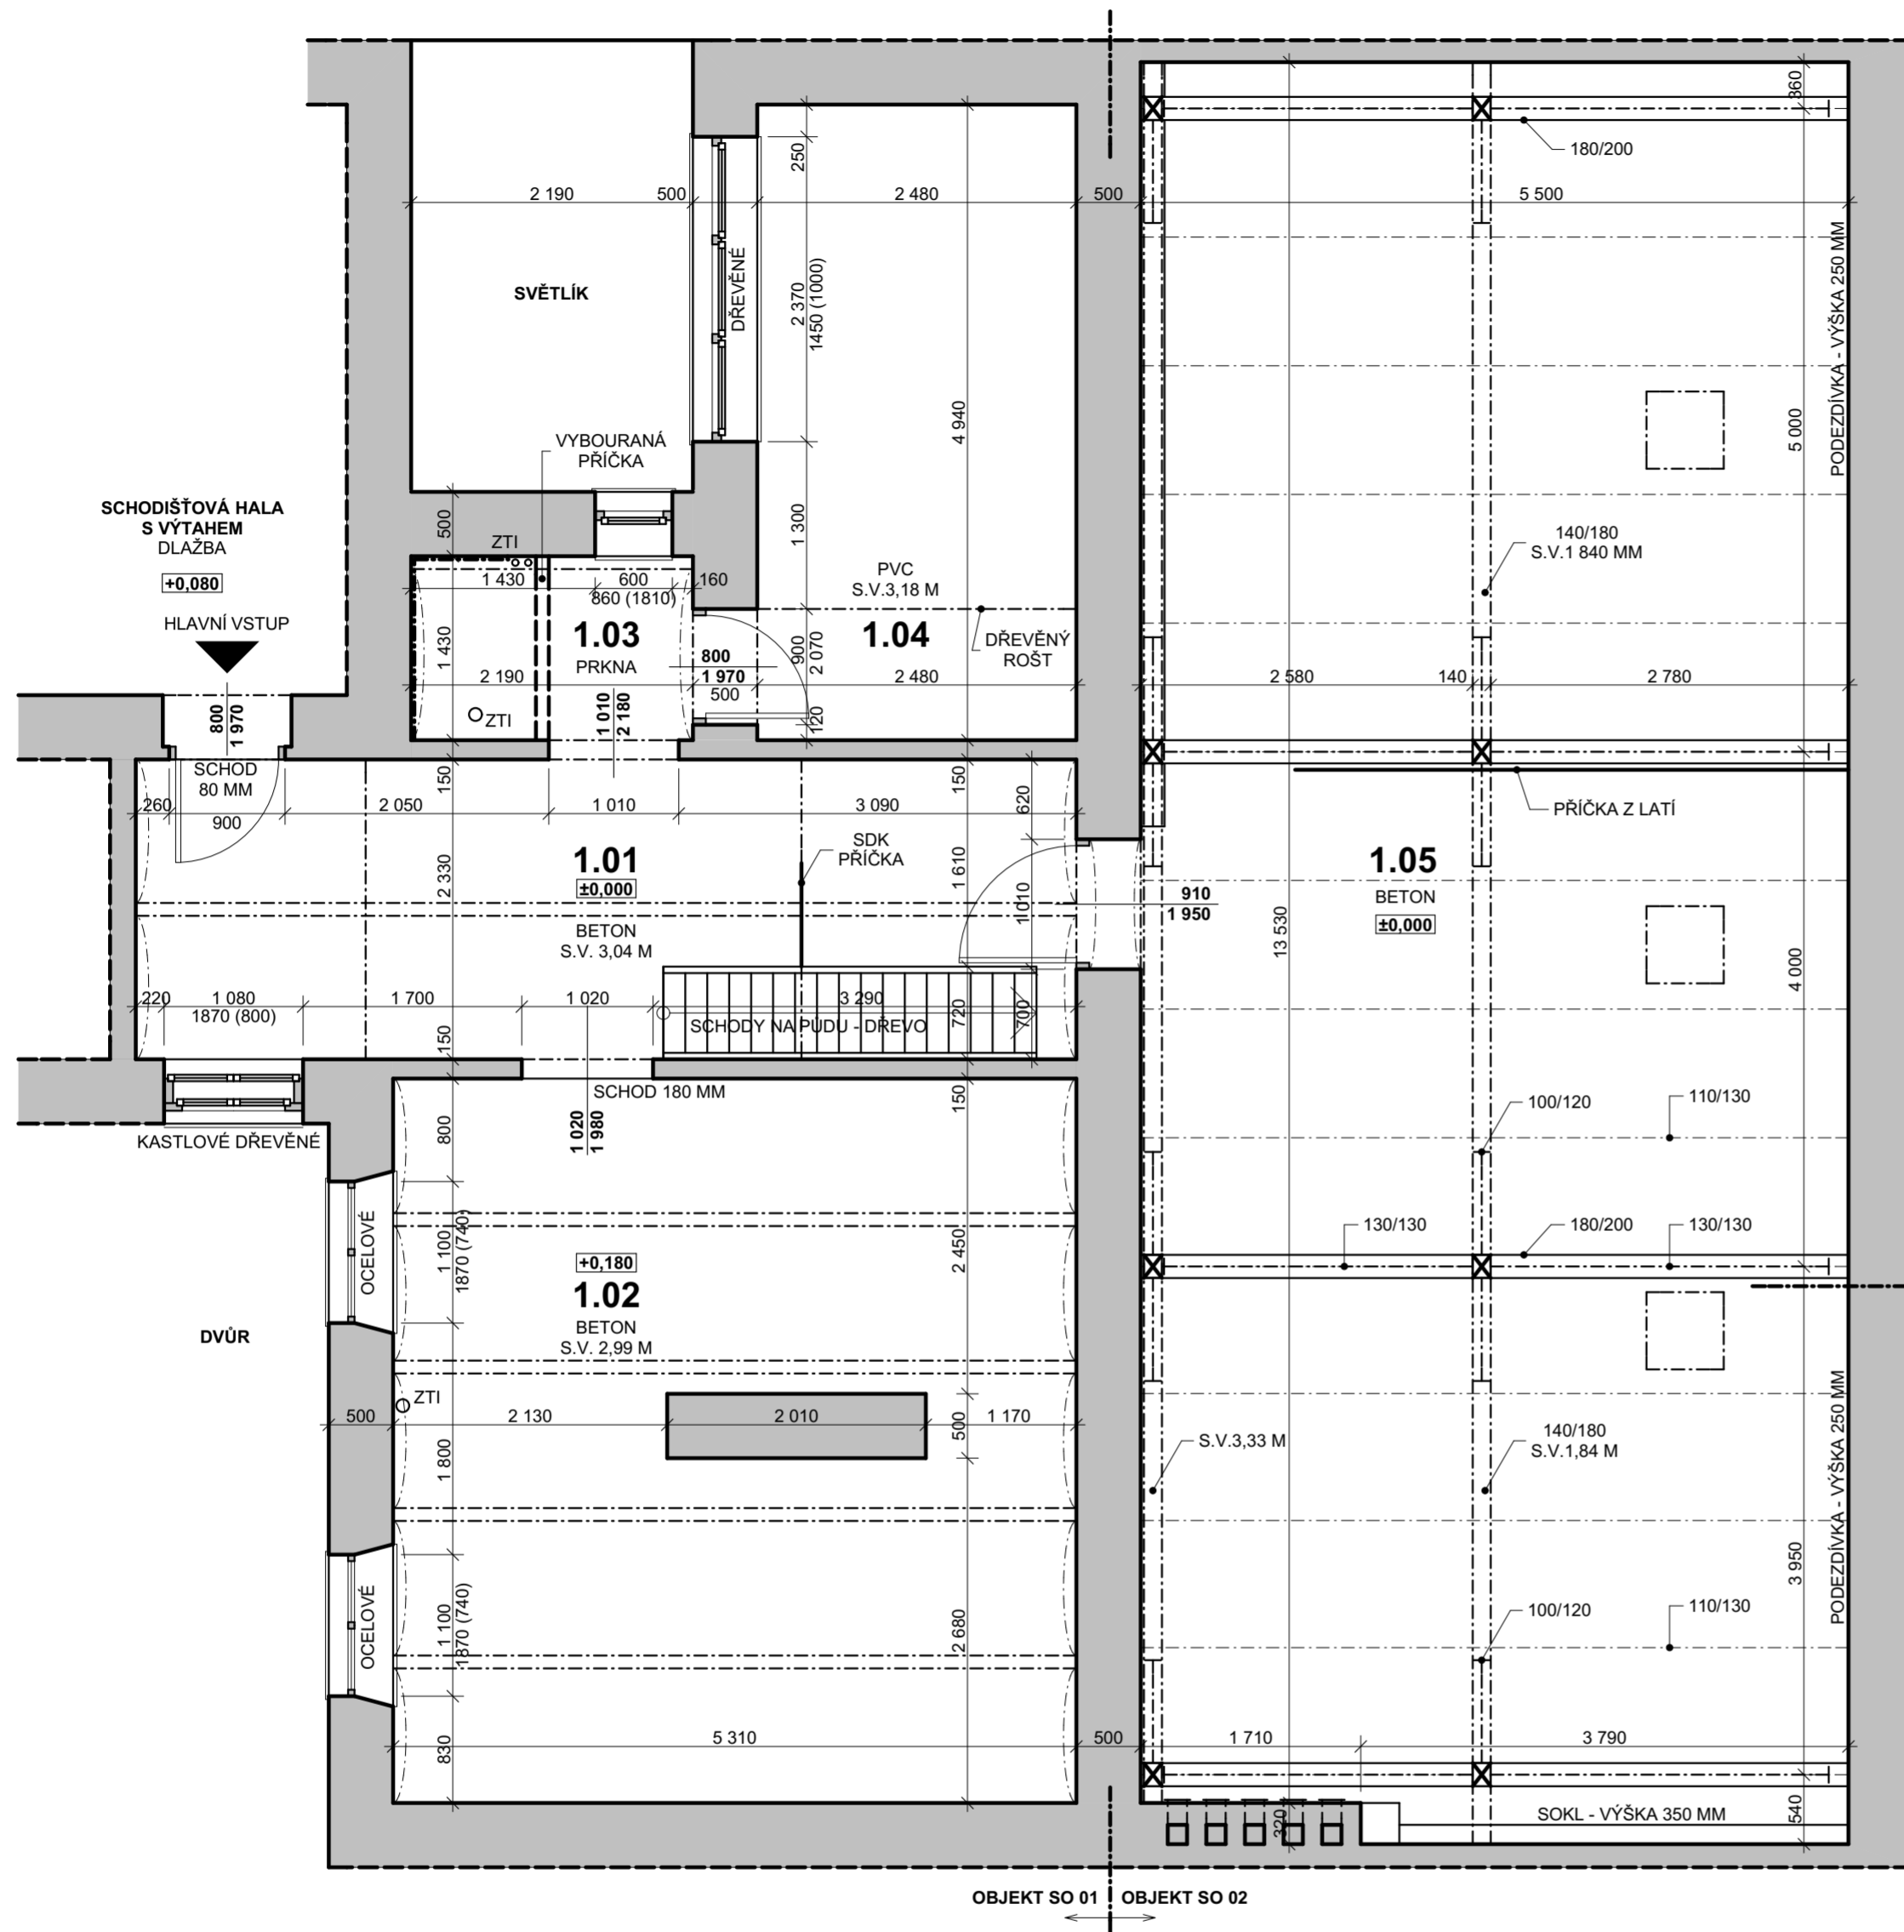 360
180/200
250
2 190
500
2 480
500
5 500
PODEZDÍVKA - VÝŠKA 250 MM
DŘEVĚNÉ
2 370
1450 (1000)
SVĚTLÍK
4 940
5 000
VYBOURANÁ
PŘÍČKA
SCHODIŠŤOVÁ HALA
S VÝTAHEM
DLAŽBA
+0,080
HLAVNÍ VSTUP
500
ZTI
1 300
140/180
S.V.1 840 MM
1 430
600
160
860 (1810)
PVC
S.V.3,18 M
1 430
1.03
PRKNA
1.04
DŘEVĚNÝ
ROŠT
900
2 070
800
1 970
500
2 190
2 480
2 580
140
2 780
ZTI
1 010
2 180
120
800
1 970
SCHOD
80 MM
150
150
620
260
900
2 050
1 010
3 090
PŘÍČKA Z LATÍ
SDK
PŘÍČKA
2 330
1.01
±0,000
BETON
S.V. 3,04 M
1 610
1 010
910
1 950
1.05
BETON
±0,000
13 530
4 000
220
1 080
1870 (800)
1 700
1 020
3 290
720
700
SCHODY NA PŮDU - DŘEVO
150
SCHOD 180 MM
150
KASTLOVÉ DŘEVĚNÉ
800
1 020
1 980
100/120
110/130
OCELOVÉ
1 100
1870 (740)
130/130
180/200
130/130
2 450
+0,180
1.02
BETON
S.V. 2,99 M
DVŮR
ZTI
500
2 130
2 010
500
1 170
1 800
S.V.3,33 M
140/180
S.V.1,84 M
PODEZDÍVKA - VÝŠKA 250 MM
3 950
OCELOVÉ
1 100
1870 (740)
2 680
100/120
110/130
830
5 310
500
1 710
3 790
320
SOKL - VÝŠKA 350 MM
540
OBJEKT SO 01
OBJEKT SO 02